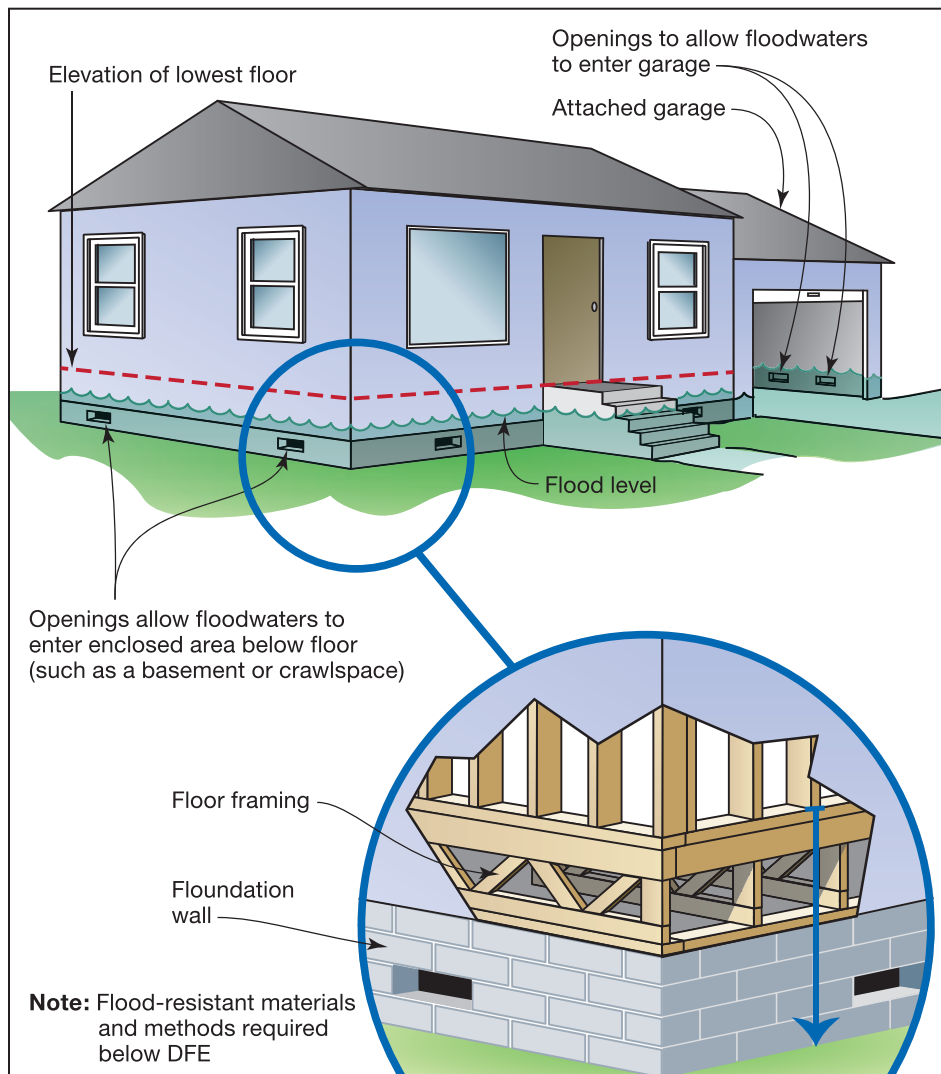 Openings to allow floodwaters
to enter garage
Elevation of lowest floor
Attached garage
Flood level
Openings allow floodwaters to
enter enclosed area below floor
(such as a basement or crawlspace)
Floor framing
Floundation
wall
Note: Flood-resistant materials
and methods required
below DFE